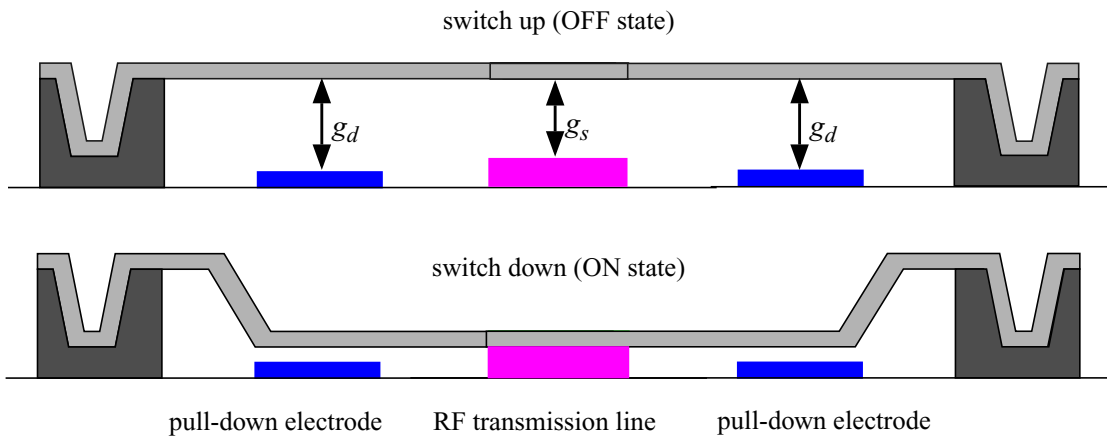 switch up (OFF state)
g_d g_s g_d
switch down (ON state)
pull-down electrode RF transmission line pull-down electrode